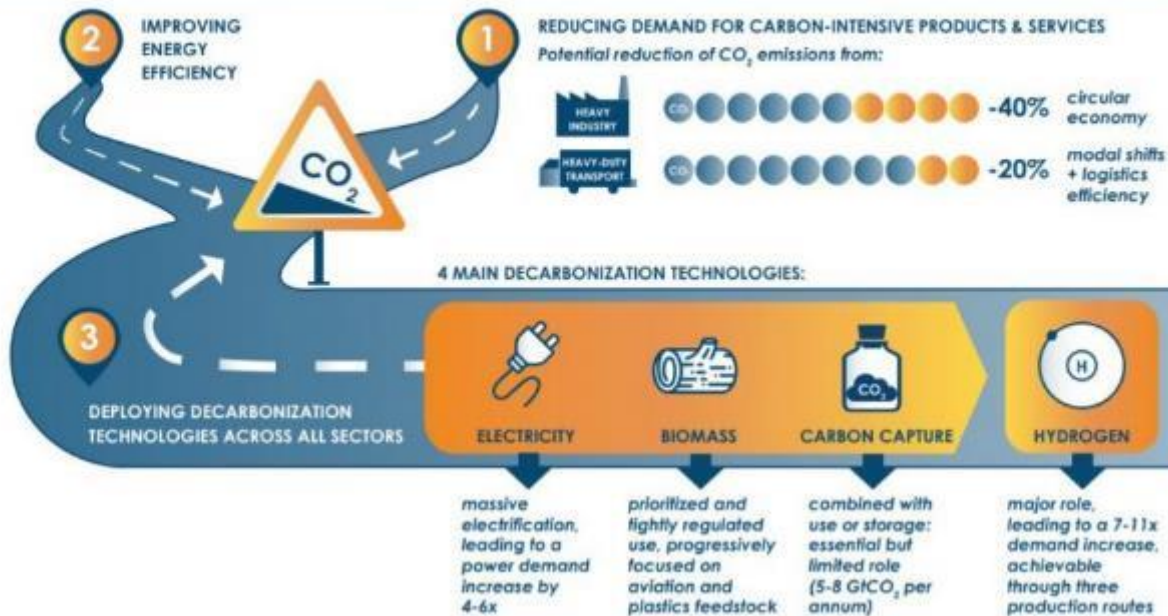 2
IMPROVING
ENERGY
EFFICIENCY
1
REDUCING DEMAND FOR CARBON-INTENSIVE PRODUCTS & SERVICES
Potential reduction of CO₂ emissions from:
HEAVY
INDUSTRY
CO₂
-40%
circular
economy
HEAVY-DUTY
TRANSPORT
CO₂
-20%
modal shifts
+ logistics
efficiency
CO₂
4 MAIN DECARBONIZATION TECHNOLOGIES:
3
DEPLOYING DECARBONIZATION
TECHNOLOGIES ACROSS ALL SECTORS
ELECTRICITY
massive
electrification,
leading to a
power demand
increase by
4-6x
BIOMASS
prioritized and
tightly regulated
use, progressively
focused on
aviation and
plastics feedstock
CO₂
CARBON CAPTURE
combined with
use or storage:
essential but
limited role
(5-8 GtCO₂ per
annum)
H
HYDROGEN
major role,
leading to a 7-11x
demand increase,
achievable
through three
production routes